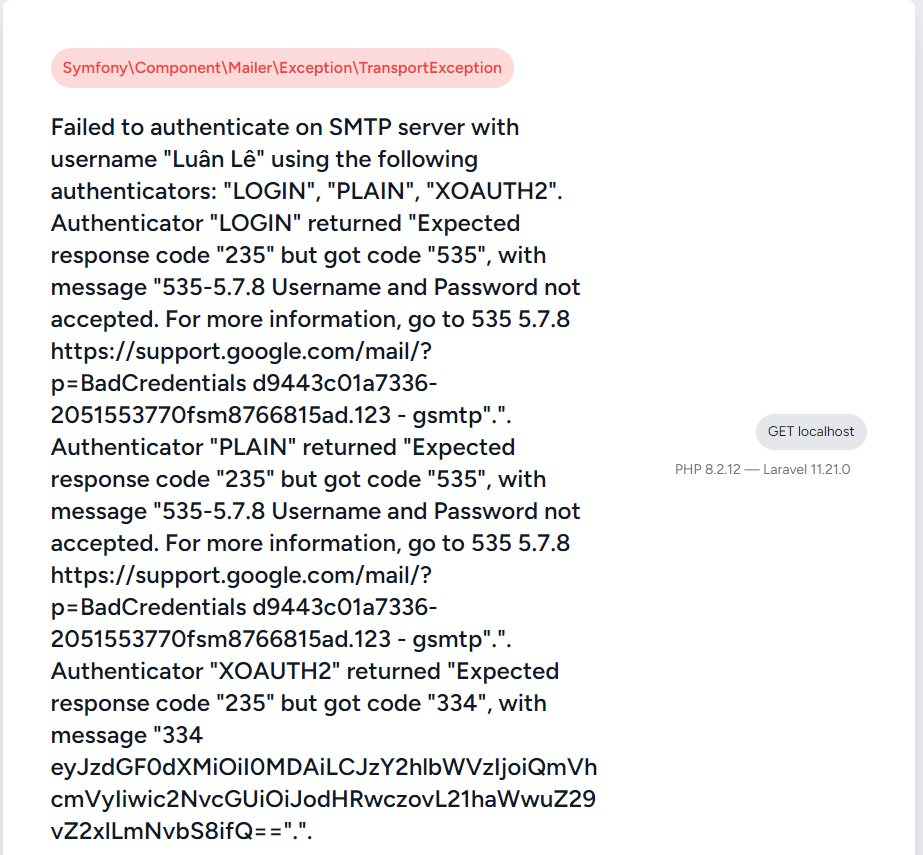 Symfony\Component\Mailer\Exception\TransportException
Failed to authenticate on SMTP server with
username "Luân Lê" using the following
authenticators: "LOGIN", "PLAIN", "XOAUTH2".
Authenticator "LOGIN" returned "Expected
response code "235" but got code "535", with
message "535-5.7.8 Username and Password not
accepted. For more information, go to 535 5.7.8
https://support.google.com/mail/?
p=BadCredentials d9443c01a7336-
2051553770fsm8766815ad.123 - gsmtp".".
Authenticator "PLAIN" returned "Expected
response code "235" but got code "535", with
message "535-5.7.8 Username and Password not
accepted. For more information, go to 535 5.7.8
https://support.google.com/mail/?
p=BadCredentials d9443c01a7336-
2051553770fsm8766815ad.123 - gsmtp".".
Authenticator "XOAUTH2" returned "Expected
response code "235" but got code "334", with
message "334
eyJzdGF0dXMiOiI0MDAiLCJzY2hlbWVzIjoiQmVh
cmVyIiwic2NvcGUiOiJodHRwczovL21haWwuZ29
vZ2xlLmNvbS8ifQ==".".
GET localhost
PHP 8.2.12 — Laravel 11.21.0